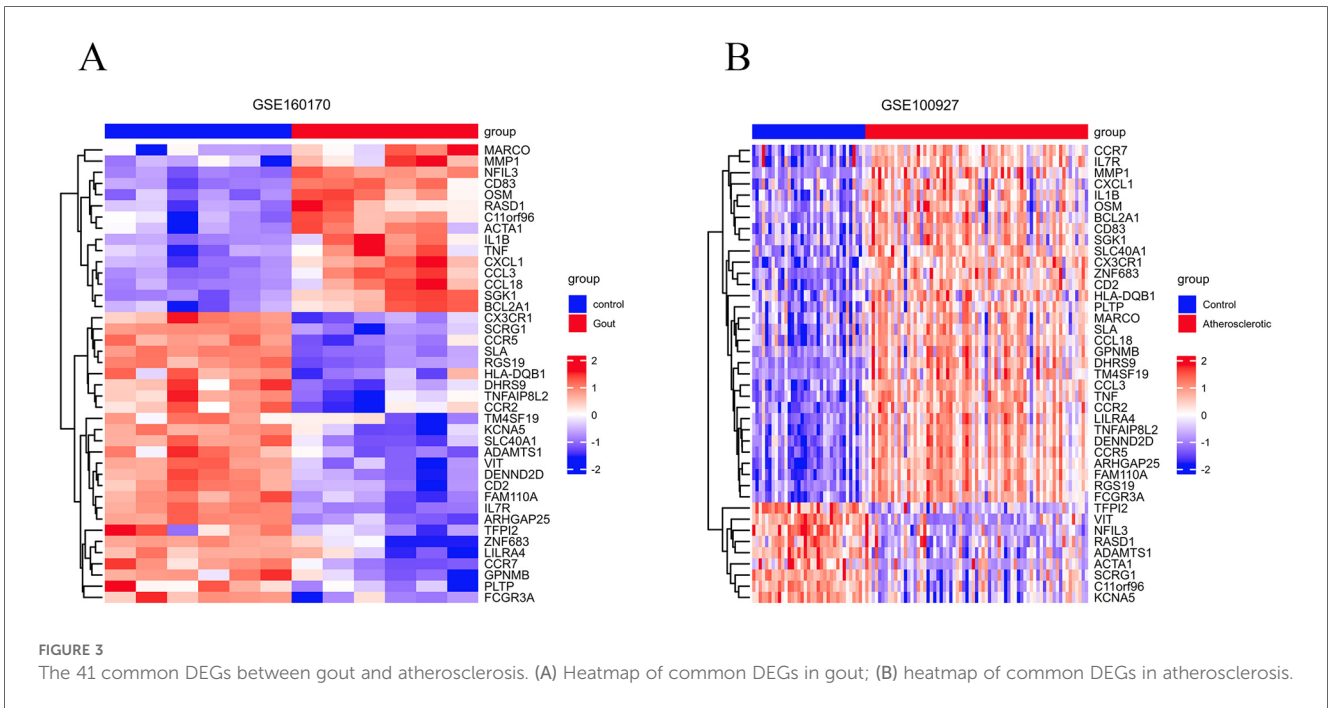 A
GSE160170
group
MARCO
MMP1
NFIL3
CD83
OSM
RASD1
C11orf96
ACTA1
IL1B
TNF
CXCL1
CCL3
CCL18
SGK1
BCL2A1
CX3CR1
SCRG1
CCR5
SLA
RGS19
HLA-DQB1
DHRS9
TNFAIP8L2
CCR2
TM4SF19
KCNA5
SLC40A1
ADAMTS1
VIT
DENND2D
CD2
FAM110A
IL7R
ARHGAP25
TFPI2
ZNF683
LILRA4
CCR7
GPNMB
PLTP
FCGR3A
group
control
Gout
2
1
0
-1
-2
B
GSE100927
group
CCR7
IL7R
MMP1
CXCL1
IL1B
OSM
BCL2A1
CD83
SGK1
SLC40A1
CX3CR1
ZNF683
CD2
HLA-DQB1
PLTP
MARCO
SLA
CCL18
GPNMB
DHRS9
TM4SF19
CCL3
TNF
CCR2
LILRA4
TNFAIP8L2
DENND2D
CCR5
ARHGAP25
FAM110A
RGS19
FCGR3A
TFPI2
VIT
NFIL3
RASD1
ADAMTS1
ACTA1
SCRG1
C11orf96
KCNA5
group
Control
Atherosclerotic
2
1
0
-1
-2
FIGURE 3
The 41 common DEGs between gout and atherosclerosis. (A) Heatmap of common DEGs in gout; (B) heatmap of common DEGs in atherosclerosis.